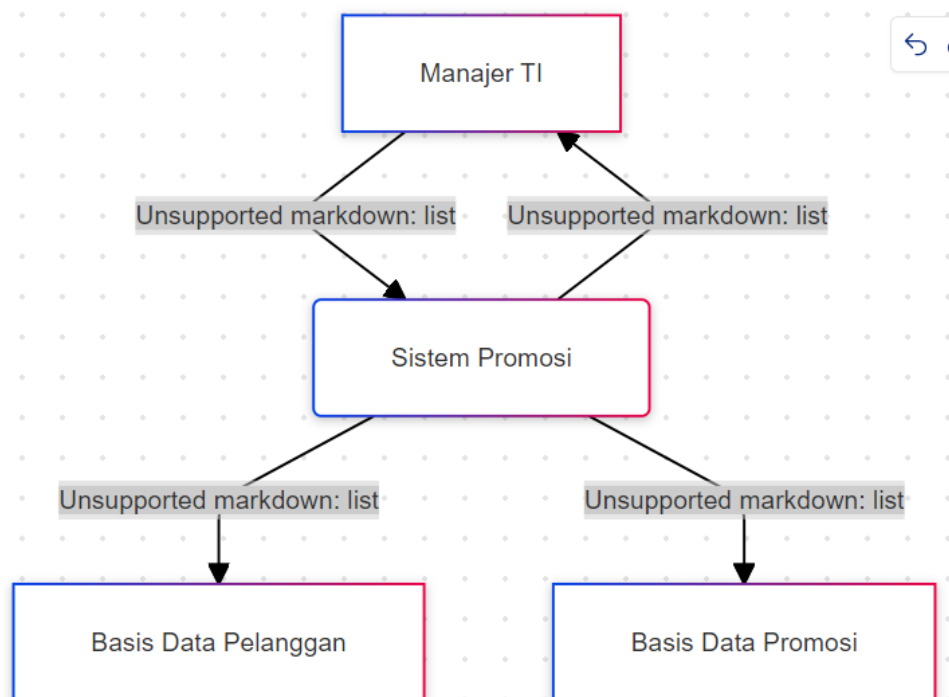 Manajer TI
Unsupported markdown: list
Unsupported markdown: list
Sistem Promosi
Unsupported markdown: list
Unsupported markdown: list
Basis Data Pelanggan
Basis Data Promosi